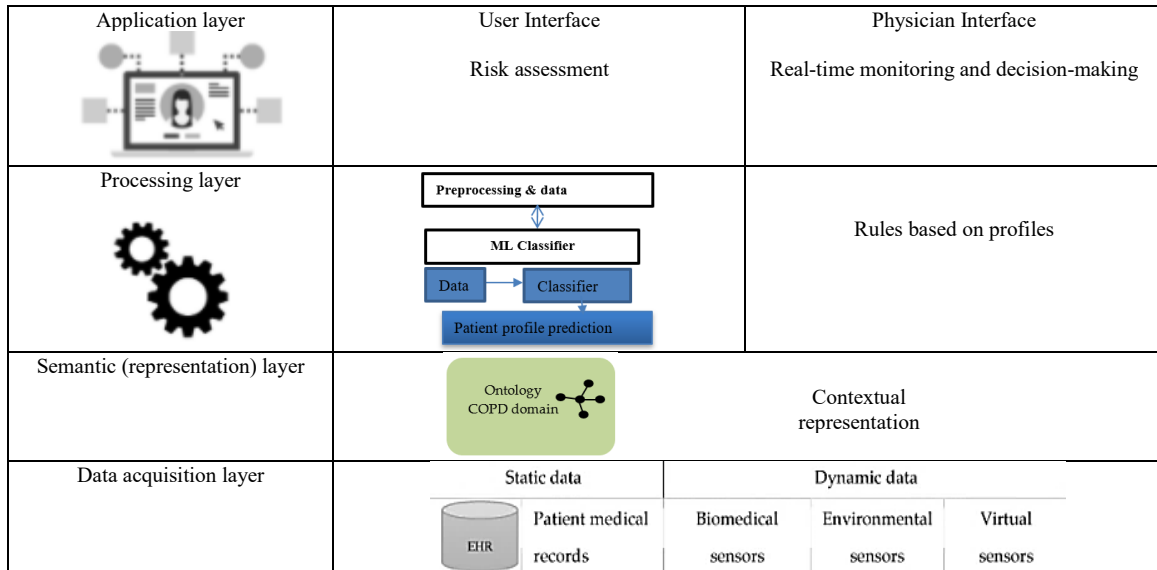 Application layer
User Interface
Physician Interface
Risk assessment
Real-time monitoring and decision-making
Processing layer
Preprocessing & data
ML Classifier
Data
Classifier
Patient profile prediction
Rules based on profiles
Semantic (representation) layer
Ontology
COPD domain
Contextual
representation
Data acquisition layer
Static data
Dynamic data
EHR
Patient medical
records
Biomedical
sensors
Environmental
sensors
Virtual
sensors